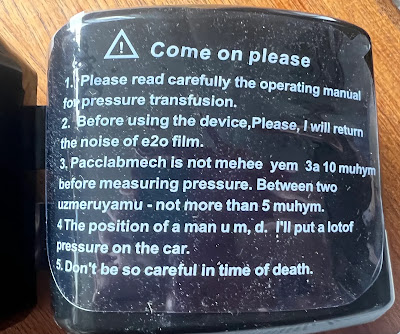 Come on please
1. Please read carefully the operating manual
for pressure transfusion.
2. Before using the device,Please, I will return
the noise of e2o film.
3. Pacclabmech is not mehee yem 3a 10 muhym
before measuring pressure. Between two
uzmeruyamu - not more than 5 muhym.
4 The position of a man u m, d. I'll put a lotof
pressure on the car.
5. Don't be so careful in time of death.